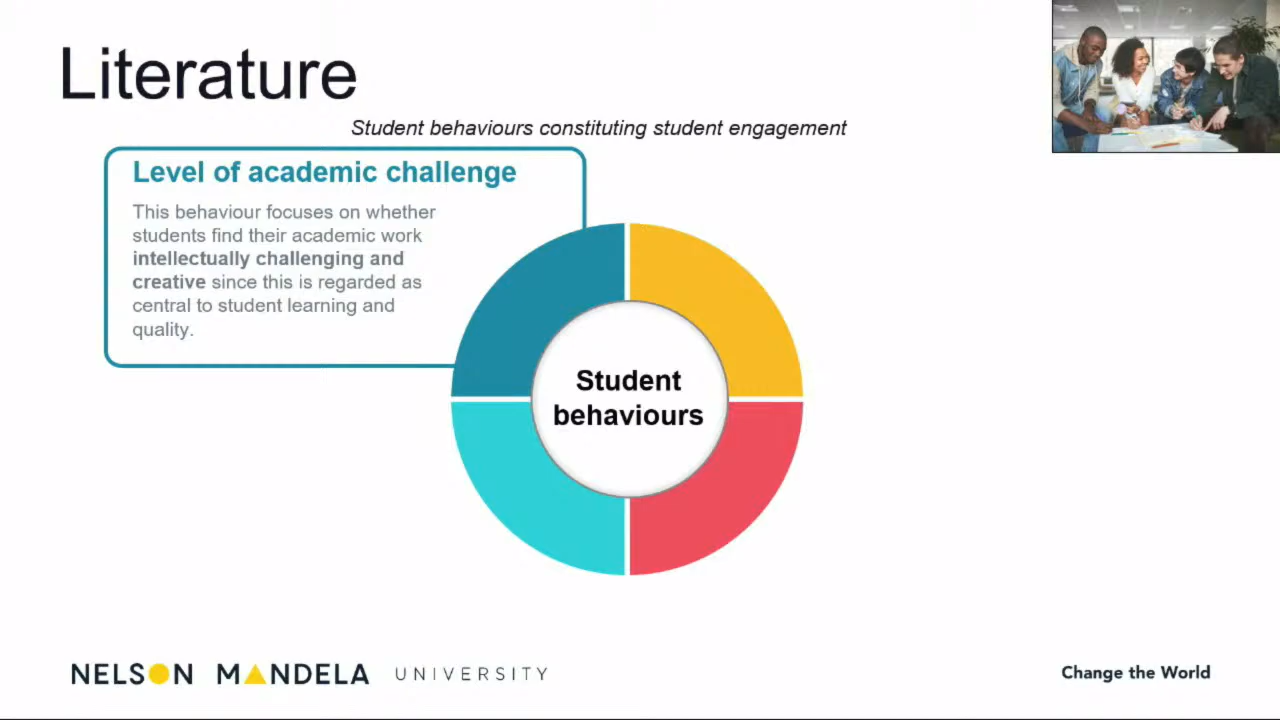 Literature
Student behaviours constituting student engagement
Level of academic challenge
This behaviour focuses on whether
students find their academic work
intellectually challenging and
creative since this is regarded as
central to student learning and
quality.
Student
behaviours
NELSON MANDELA UNIVERSITY
Change the World